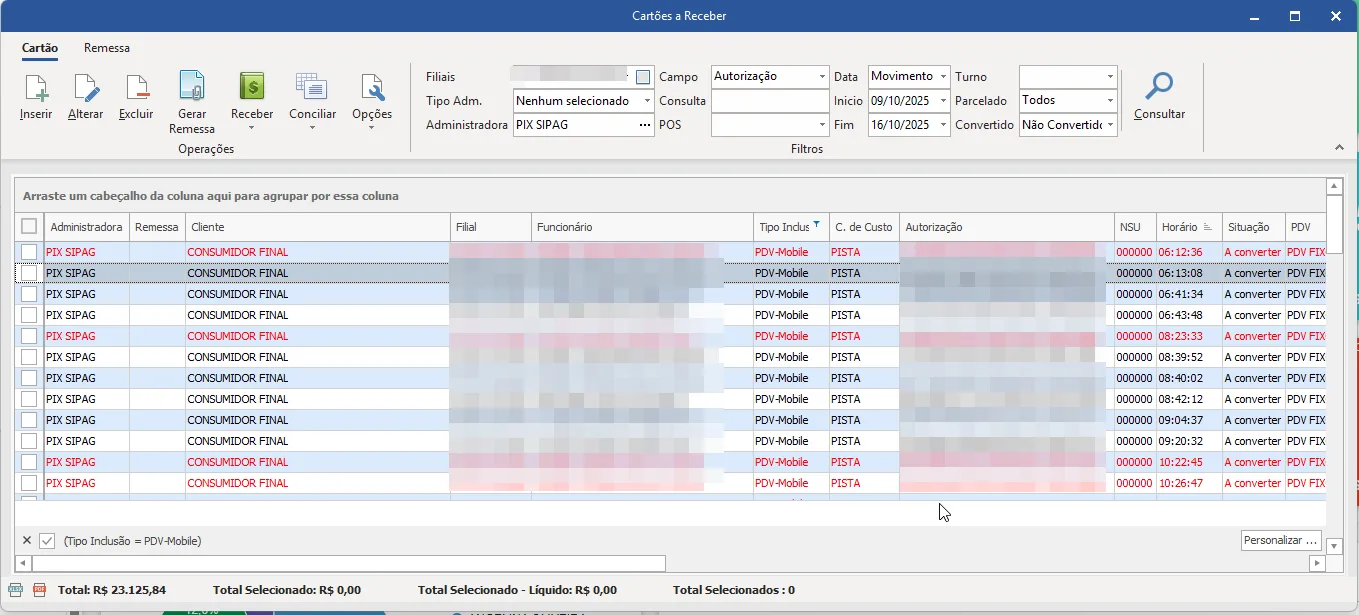 Cartões a Receber
Cartão Remessa
Filiais Campo Autorização Data Movimento Turno
Tipo Adm. Nenhum selecionado Consulta Inicio 09/10/2025 Parcelado Todos
Administradora PIX SIPAG ... POS Fim 16/10/2025 Convertido Não Convertido
Inserir Alterar Excluir Gerar Remessa Receber Conciliar Opções Consultar
Operações Filtros
Arraste um cabeçalho da coluna aqui para agrupar por essa coluna
Administradora Remessa Cliente Filial Funcionário Tipo Inclus C. de Custo Autorização NSU Horário Situação PDV
PIX SIPAG CONSUMIDOR FINAL PDV-Mobile PISTA 000000 06:12:36 A converter PDV FIX
PIX SIPAG CONSUMIDOR FINAL PDV-Mobile PISTA 000000 06:13:08 A converter PDV FIX
PIX SIPAG CONSUMIDOR FINAL PDV-Mobile PISTA 000000 06:41:34 A converter PDV FIX
PIX SIPAG CONSUMIDOR FINAL PDV-Mobile PISTA 000000 06:43:48 A converter PDV FIX
PIX SIPAG CONSUMIDOR FINAL PDV-Mobile PISTA 000000 08:23:33 A converter PDV FIX
PIX SIPAG CONSUMIDOR FINAL PDV-Mobile PISTA 000000 08:39:52 A converter PDV FIX
PIX SIPAG CONSUMIDOR FINAL PDV-Mobile PISTA 000000 08:40:02 A converter PDV FIX
PIX SIPAG CONSUMIDOR FINAL PDV-Mobile PISTA 000000 08:42:12 A converter PDV FIX
PIX SIPAG CONSUMIDOR FINAL PDV-Mobile PISTA 000000 09:04:37 A converter PDV FIX
PIX SIPAG CONSUMIDOR FINAL PDV-Mobile PISTA 000000 09:20:32 A converter PDV FIX
PIX SIPAG CONSUMIDOR FINAL PDV-Mobile PISTA 000000 10:22:45 A converter PDV FIX
PIX SIPAG CONSUMIDOR FINAL PDV-Mobile PISTA 000000 10:26:47 A converter PDV FIX
(Tipo Inclusão = PDV-Mobile) Personalizar ...
Total: R$ 23.125,84 Total Selecionado: R$ 0,00 Total Selecionado - Líquido: R$ 0,00 Total Selecionados : 0